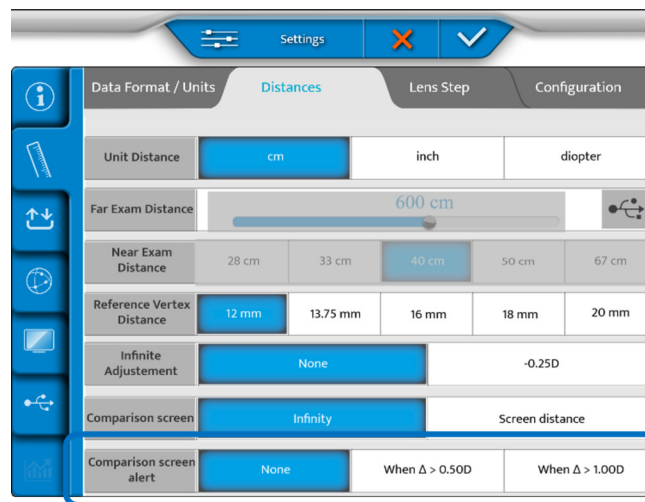 Settings
Data Format / Units Distances Lens Step Configuration
Unit Distance cm inch diopter
Far Exam Distance 600 cm
Near Exam
Distance
28 cm 33 cm 40 cm 50 cm 67 cm
Reference Vertex
Distance
12 mm 13.75 mm 16 mm 18 mm 20 mm
Infinite
Adjustement
None -0.25D
Comparison screen Infinity Screen distance
Comparison screen
alert
None When Δ > 0.50D When Δ > 1.00D